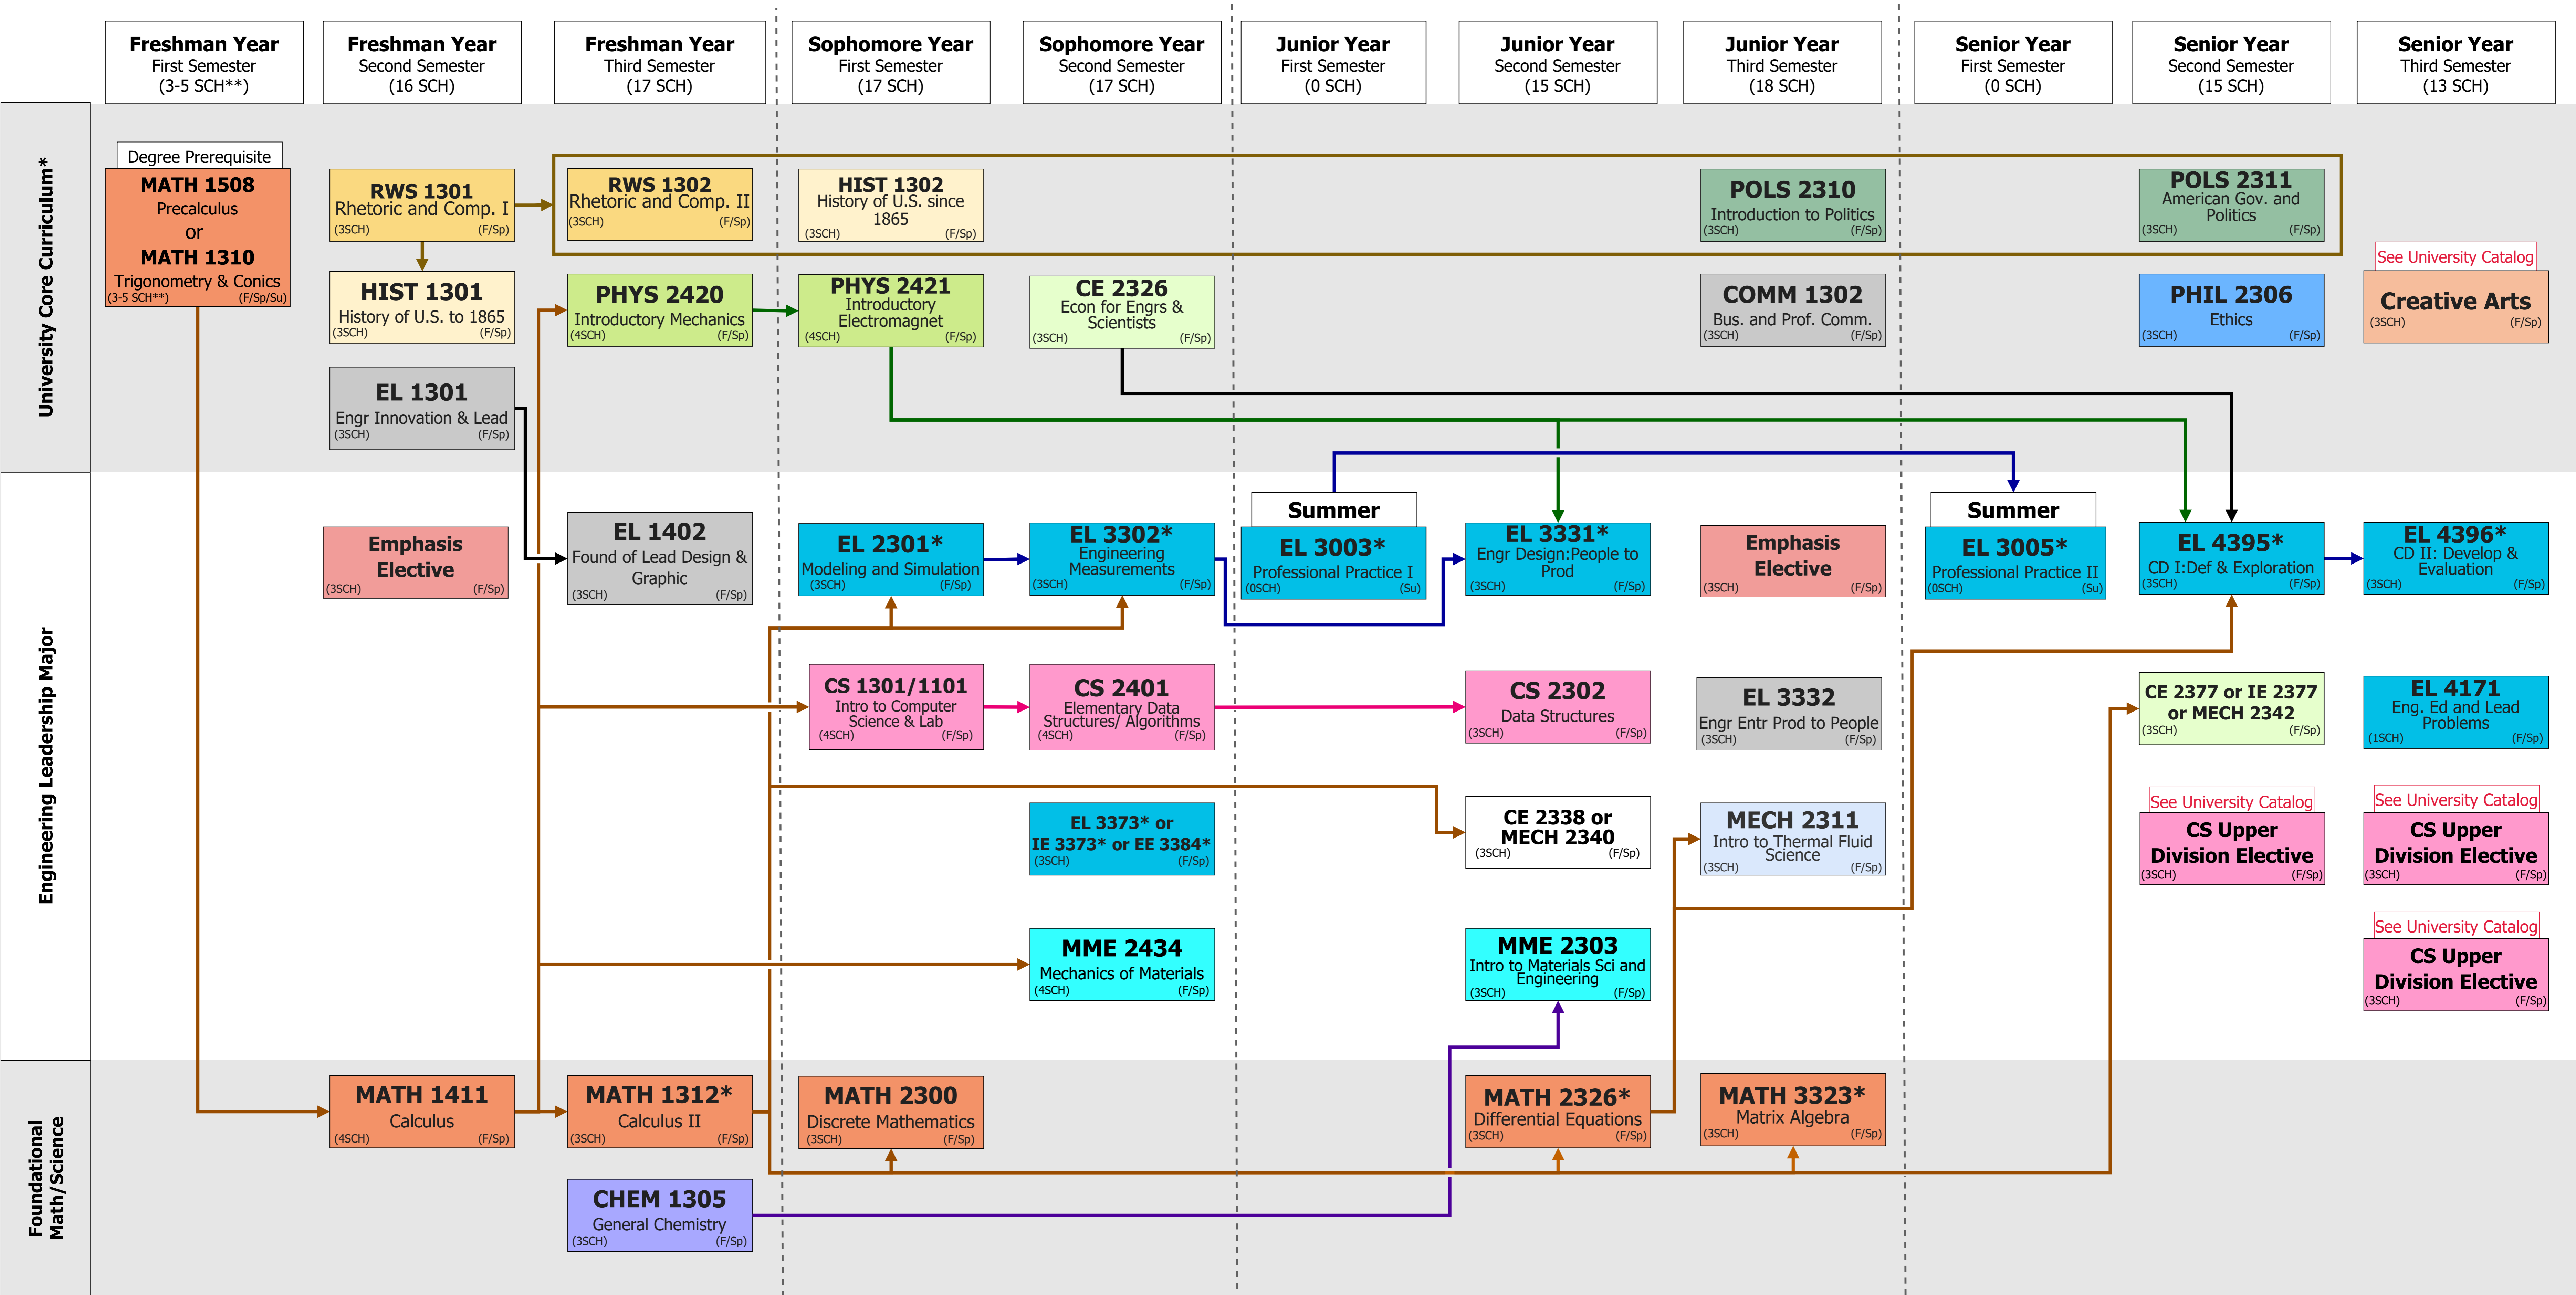 Freshman Year
First Semester
(3-5 SCH**)
Freshman Year
Second Semester
(16 SCH)
Freshman Year
Third Semester
(17 SCH)
Sophomore Year
First Semester
(17 SCH)
Sophomore Year
Second Semester
(17 SCH)
Junior Year
First Semester
(0 SCH)
Junior Year
Second Semester
(15 SCH)
Junior Year
Third Semester
(18 SCH)
Senior Year
First Semester
(0 SCH)
Senior Year
Second Semester
(15 SCH)
Senior Year
Third Semester
(13 SCH)
University Core Curriculum*
Degree Prerequisite
MATH 1508
Precalculus
or
MATH 1310
Trigonometry & Conics
(3-5 SCH**) (F/Sp/Su)
RWS 1301
Rhetoric and Comp. I
(3SCH) (F/Sp)
RWS 1302
Rhetoric and Comp. II
(3SCH) (F/Sp)
HIST 1302
History of U.S. since
1865
(3SCH) (F/Sp)
POLS 2310
Introduction to Politics
(3SCH) (F/Sp)
POLS 2311
American Gov. and
Politics
(3SCH) (F/Sp)
HIST 1301
History of U.S. to 1865
(3SCH) (F/Sp)
PHYS 2420
Introductory Mechanics
(4SCH) (F/Sp)
PHYS 2421
Introductory
Electromagnet
(4SCH) (F/Sp)
CE 2326
Econ for Engrs &
Scientists
(3SCH) (F/Sp)
COMM 1302
Bus. and Prof. Comm.
(3SCH) (F/Sp)
PHIL 2306
Ethics
(3SCH) (F/Sp)
See University Catalog
Creative Arts
(3SCH) (F/Sp)
EL 1301
Engr Innovation & Lead
(3SCH) (F/Sp)
Engineering Leadership Major
Emphasis
Elective
(3SCH) (F/Sp)
EL 1402
Found of Lead Design &
Graphic
(3SCH) (F/Sp)
EL 2301*
Modeling and Simulation
(3SCH) (F/Sp)
EL 3302*
Engineering
Measurements
(3SCH) (F/Sp)
Summer
EL 3003*
Professional Practice I
(0SCH) (Su)
EL 3331*
Engr Design:People to
Prod
(3SCH) (F/Sp)
Emphasis
Elective
(3SCH) (F/Sp)
Summer
EL 3005*
Professional Practice II
(0SCH) (Su)
EL 4395*
CD I:Def & Exploration
(3SCH) (F/Sp)
EL 4396*
CD II: Develop &
Evaluation
(3SCH) (F/Sp)
CS 1301/1101
Intro to Computer
Science & Lab
(4SCH) (F/Sp)
CS 2401
Elementary Data
Structures/ Algorithms
(4SCH) (F/Sp)
CS 2302
Data Structures
(3SCH) (F/Sp)
EL 3332
Engr Entr Prod to People
(3SCH) (F/Sp)
CE 2377 or IE 2377
or MECH 2342
(3SCH) (F/Sp)
EL 4171
Eng. Ed and Lead
Problems
(1SCH) (F/Sp)
EL 3373* or
IE 3373* or EE 3384*
(3SCH) (F/Sp)
CE 2338 or
MECH 2340
(3SCH) (F/Sp)
MECH 2311
Intro to Thermal Fluid
Science
(3SCH) (F/Sp)
See University Catalog
CS Upper
Division Elective
(3SCH) (F/Sp)
See University Catalog
CS Upper
Division Elective
(3SCH) (F/Sp)
MME 2434
Mechanics of Materials
(4SCH) (F/Sp)
MME 2303
Intro to Materials Sci and
Engineering
(3SCH) (F/Sp)
See University Catalog
CS Upper
Division Elective
(3SCH) (F/Sp)
Foundational
Math/Science
MATH 1411
Calculus
(4SCH) (F/Sp)
MATH 1312*
Calculus II
(3SCH) (F/Sp)
MATH 2300
Discrete Mathematics
(3SCH) (F/Sp)
MATH 2326*
Differential Equations
(3SCH) (F/Sp)
MATH 3323*
Matrix Algebra
(3SCH) (F/Sp)
CHEM 1305
General Chemistry
(3SCH) (F/Sp)